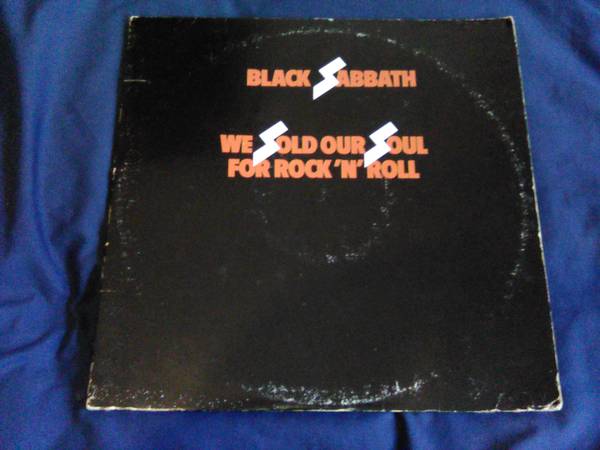 BLACK SABBATH
WE SOLD OUR SOUL
FOR ROCK 'N' ROLL